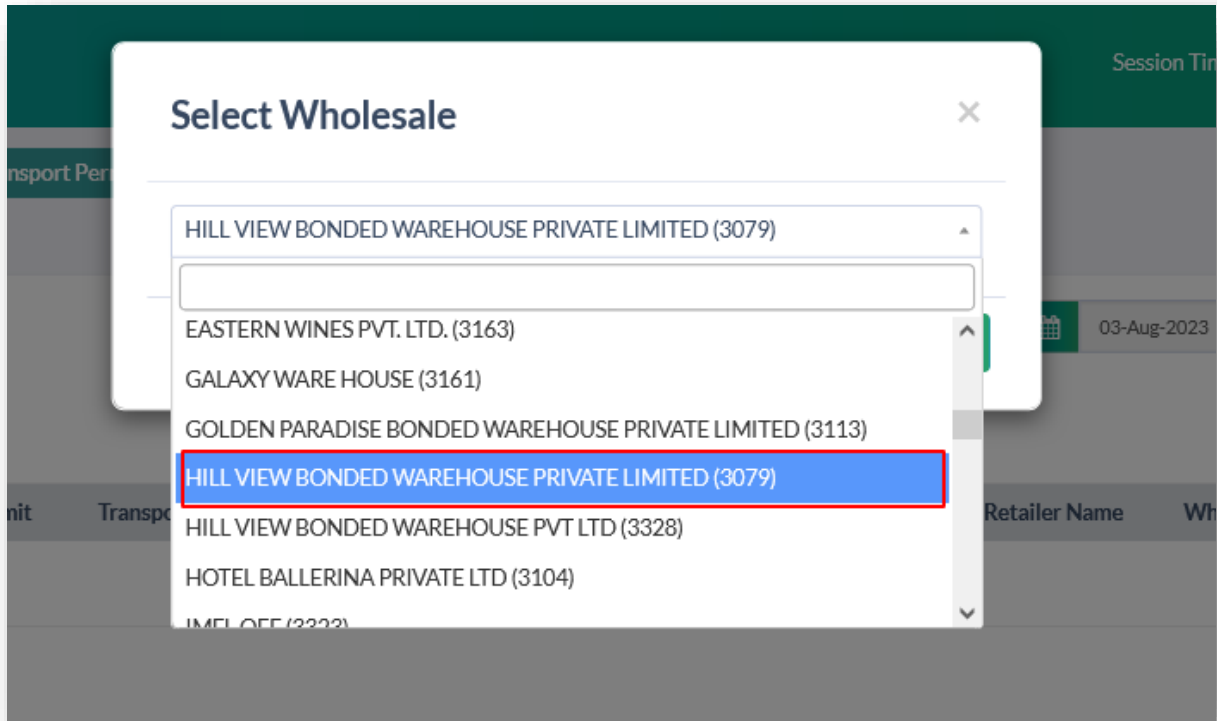 Session Tim
Select Wholesale
×
nsport Per
HILL VIEW BONDED WAREHOUSE PRIVATE LIMITED (3079)
EASTERN WINES PVT. LTD. (3163)
03-Aug-2023
GALAXY WARE HOUSE (3161)
GOLDEN PARADISE BONDED WAREHOUSE PRIVATE LIMITED (3113)
HILL VIEW BONDED WAREHOUSE PRIVATE LIMITED (3079)
mit Transpo Retailer Name Wh
HILL VIEW BONDED WAREHOUSE PVT LTD (3328)
HOTEL BALLERINA PRIVATE LTD (3104)